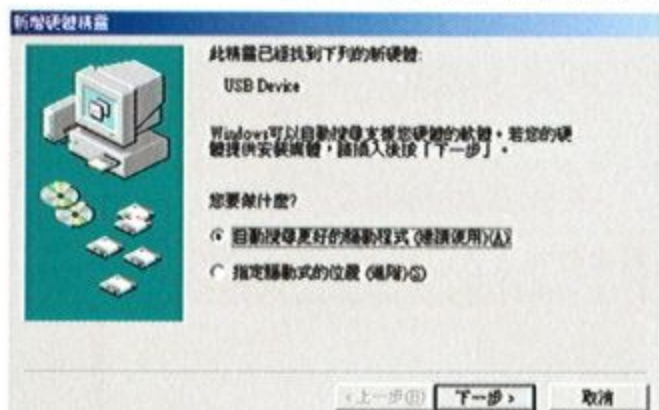 新增硬體精靈
此精靈已經找到下列的新硬體:
USB Device
Windows可以自動搜尋支援您硬體的軟體。若您的硬
體提供安裝媒體，請插入後按「下一步」。
您要做什麼?
自動搜尋更好的驅動程式 (建議使用)(A)
指定驅動式的位置 (進階)(S)
<上一步(B)
下一步>
取消